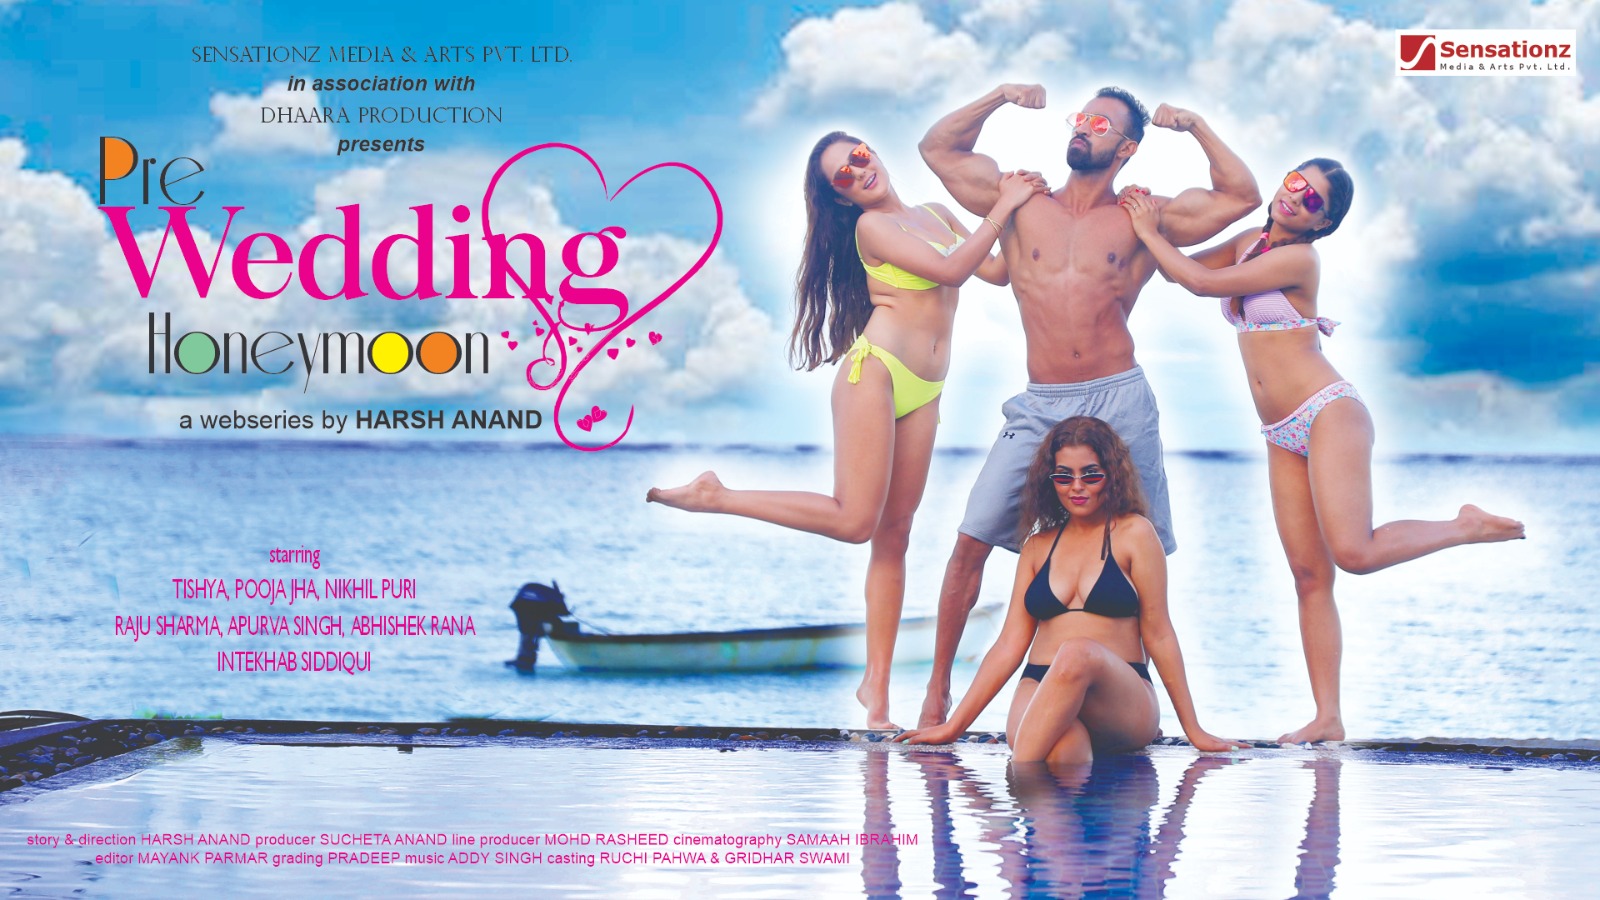 SENSATIONZ MEDIA & ARTS PVT. LTD.
in association with
DHAARA PRODUCTION
presents
Pre
Wedding
Honeymoon
a webseries by HARSH ANAND
Sensationz
Media & Arts Pvt. Ltd.
starring
TISHYA, POOJA JHA, NIKHIL PURI
RAJU SHARMA, APURVA SINGH, ABHISHEK RANA
INTEKHAB SIDDIQUI
story & direction HARSH ANAND producer SUCHETA ANAND line producer MOHD RASHEED cinematography SAMAAH IBRAHIM
editor MAYANK PARMAR grading PRADEEP music ADDY SINGH casting RUCHI PAHWA & GRIDHAR SWAMI